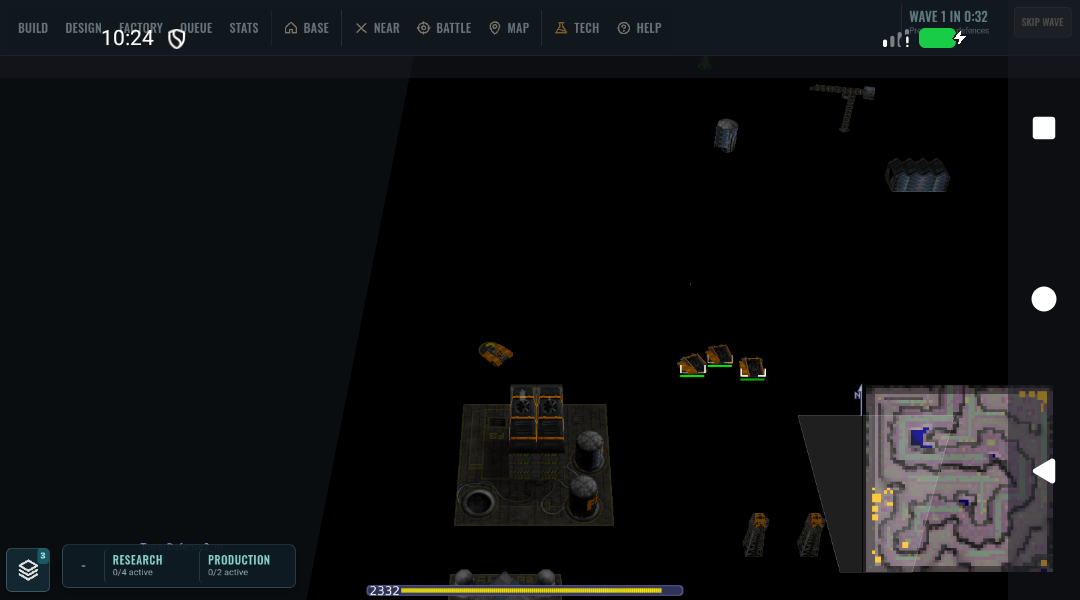 BUILD DESIGN FACTORY QUEUE STATS BASE NEAR BATTLE MAP TECH HELP
WAVE 1 IN 0:32
SKIP WAVE
10:24
N
3
-
RESEARCH
0/4 active
PRODUCTION
0/2 active
2332